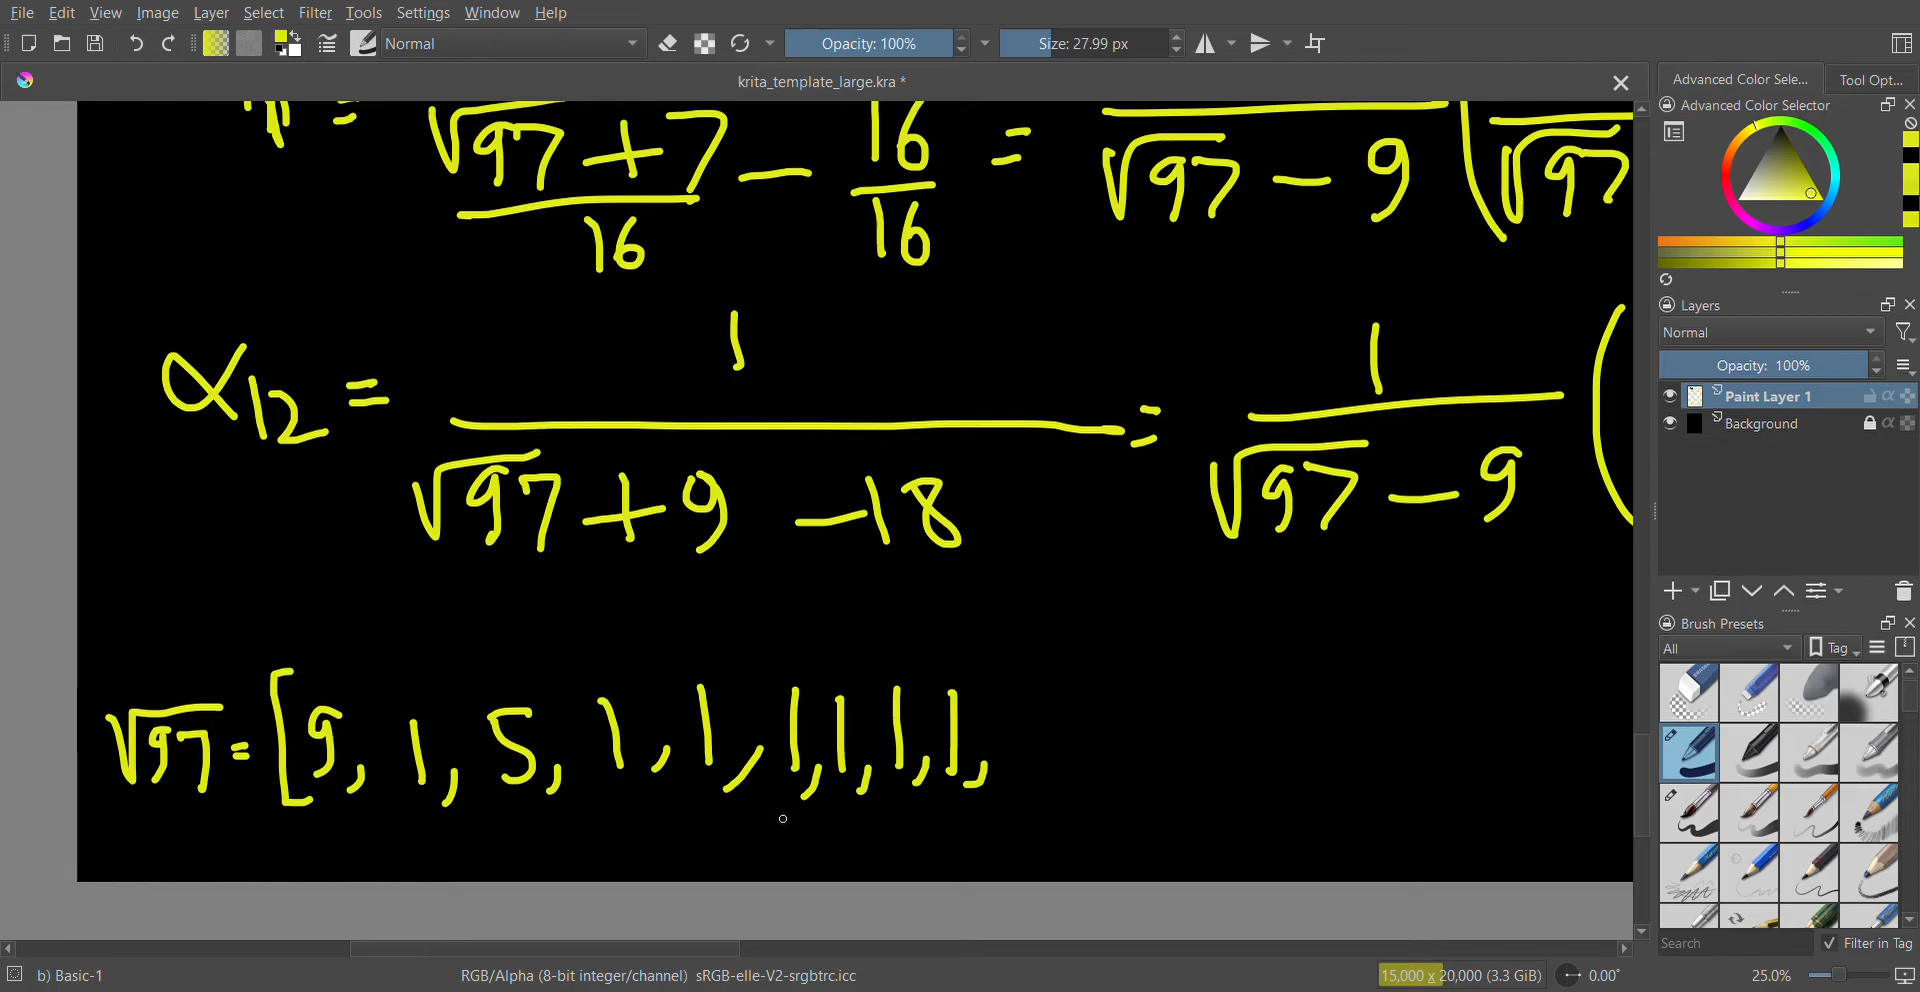 File Edit View Image Layer Select Filter Tools Settings Window Help
Normal Opacity: 100% Size: 27.99 px
krita_template_large.kra *
Advanced Color Sele... Tool Opt...
Advanced Color Selector
√97 + 7 / 16 - 16 / 16 = / √97 - 9 ( / √97
α12 = 1 / √97 + 9 - 18 = 1 / √97 - 9 (
√97 = [9, 1, 5, 1, 1, 1, 1, 1, 1,
Layers
Normal
Opacity: 100%
Paint Layer 1
Background
Brush Presets
All Tag
Search Filter in Tag
b) Basic-1 RGB/Alpha (8-bit integer/channel) sRGB-elle-V2-srgbtrc.icc 15,000 x 20,000 (3.3 GiB) 0.00° 25.0%